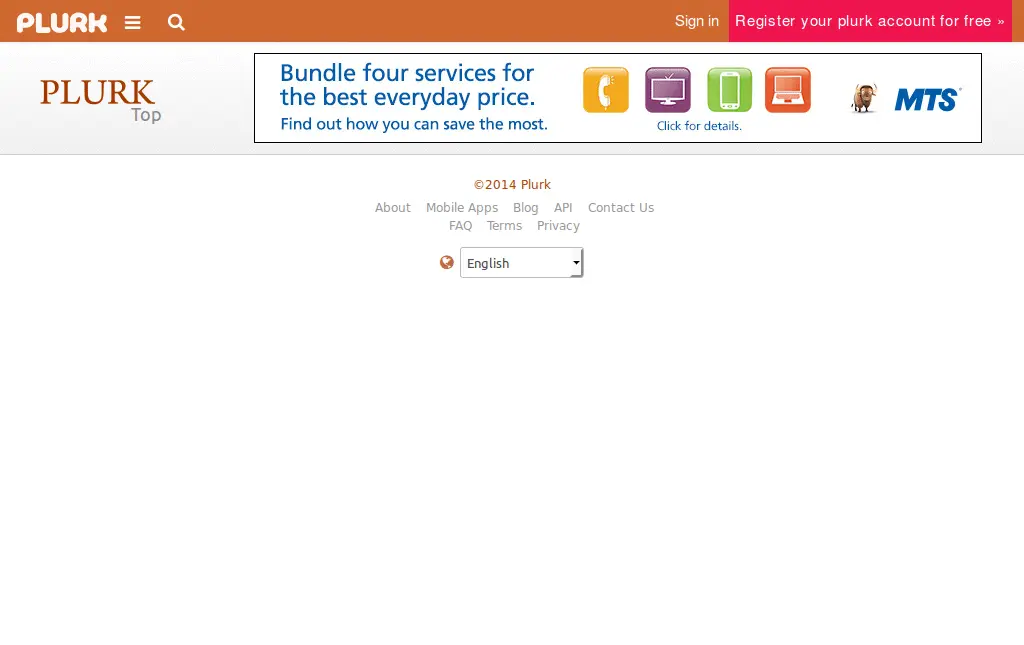 PLURK
Sign in
Register your plurk account for free »
PLURK
Top
Bundle four services for
the best everyday price.
Find out how you can save the most.
Click for details.
MTS
©2014 Plurk
About Mobile Apps Blog API Contact Us
FAQ Terms Privacy
English